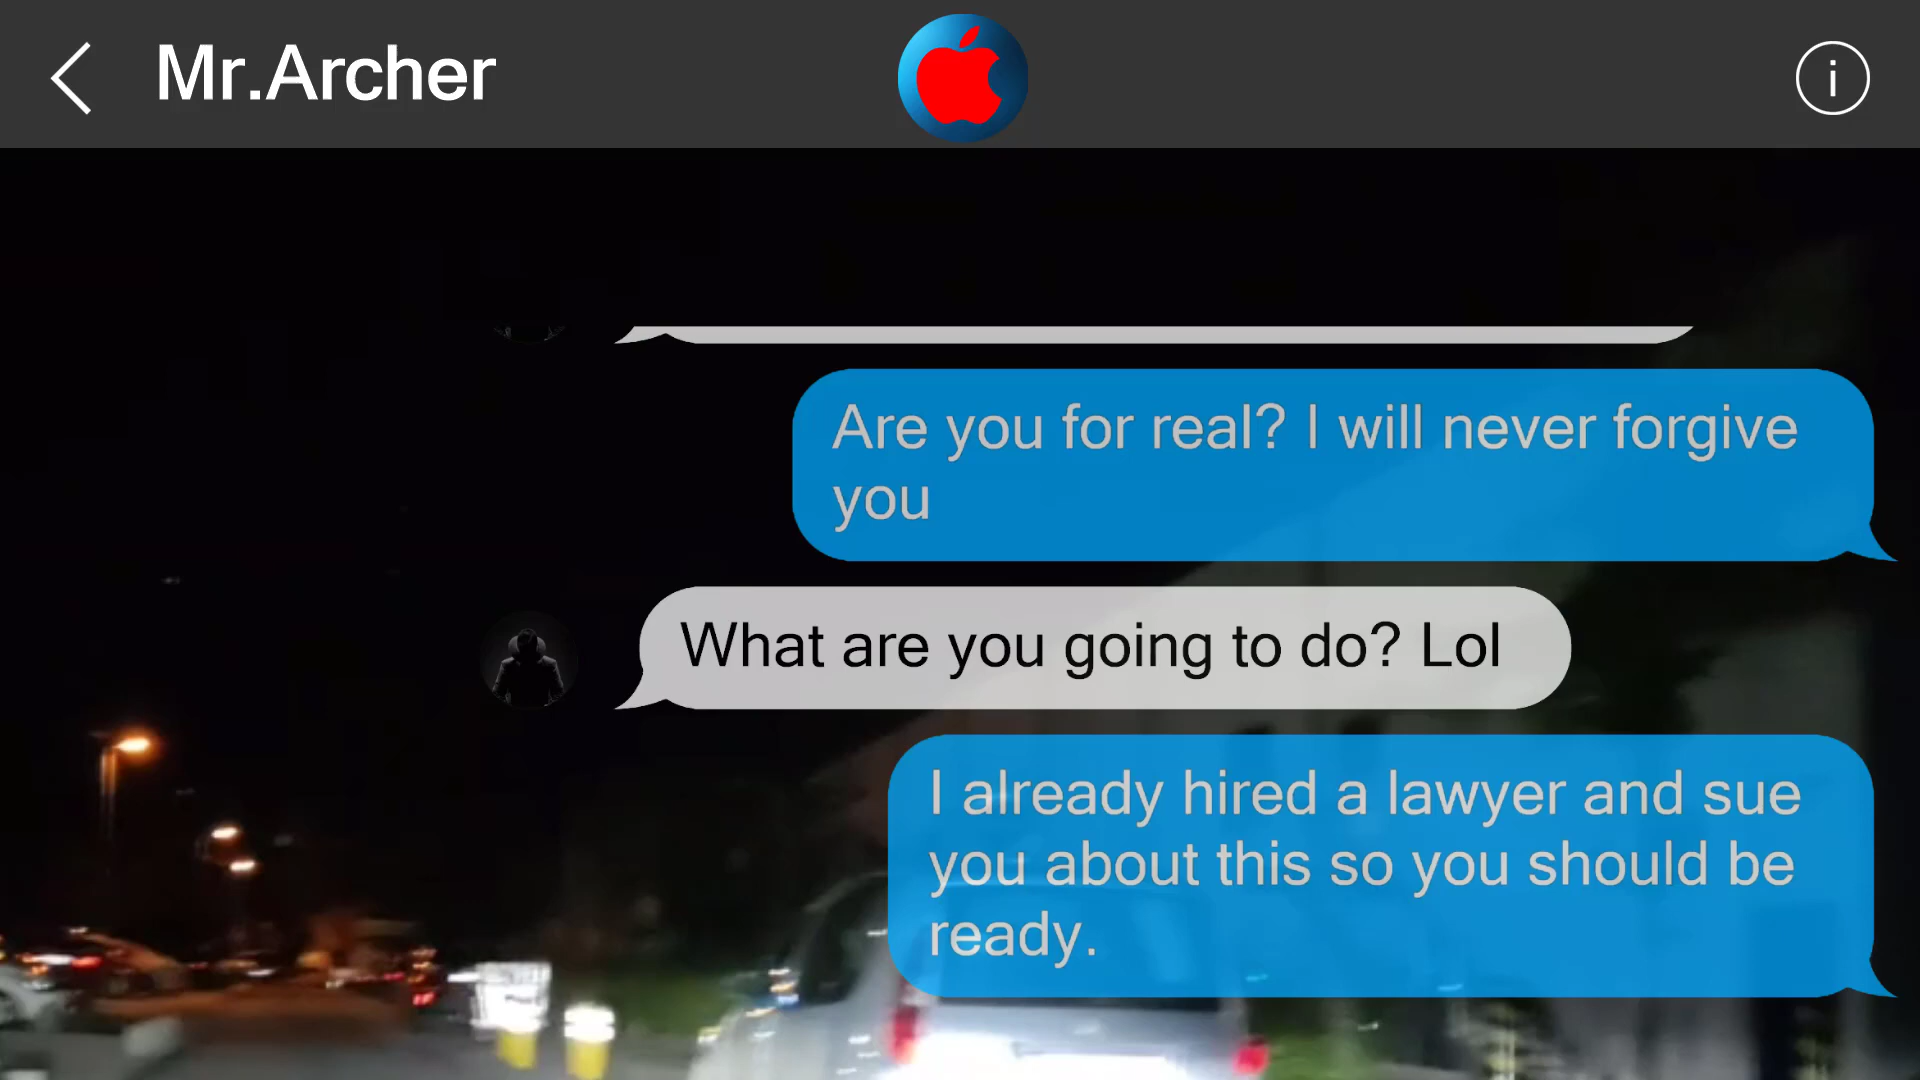 Mr.Archer
i
Are you for real? I will never forgive
you
What are you going to do? Lol
I already hired a lawyer and sue
you about this so you should be
ready.